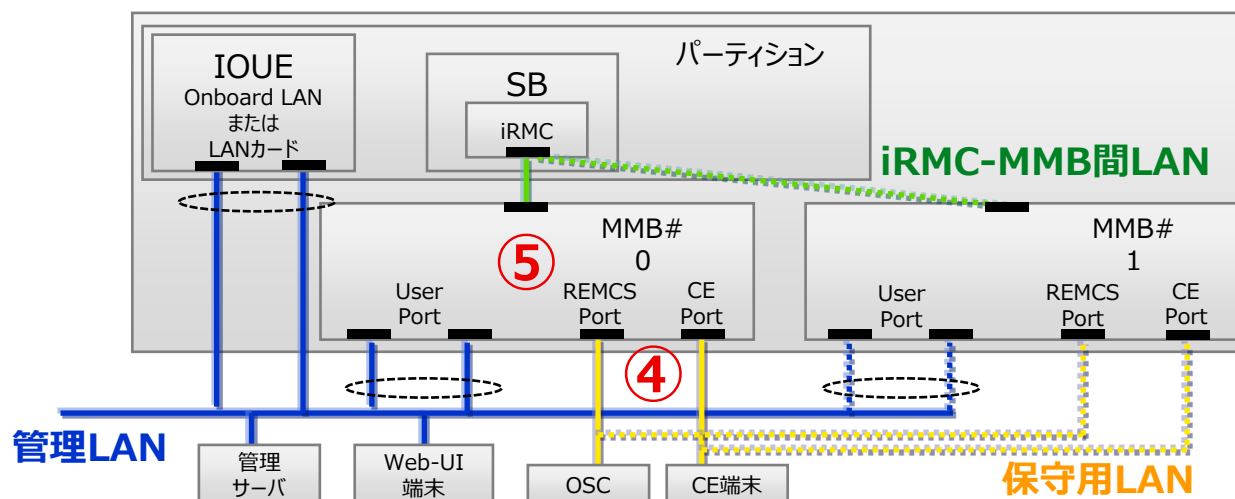 IOUE
Onboard LAN
または
LANカード
SB
iRMC
パーティション
iRMC-MMB間LAN
MMB#
0
⑤
User
Port
REMCS
Port
CE
Port
MMB#
1
User
Port
REMCS
Port
CE
Port
④
管理LAN
管理
サーバ
Web-UI
端末
OSC
CE端末
保守用LAN